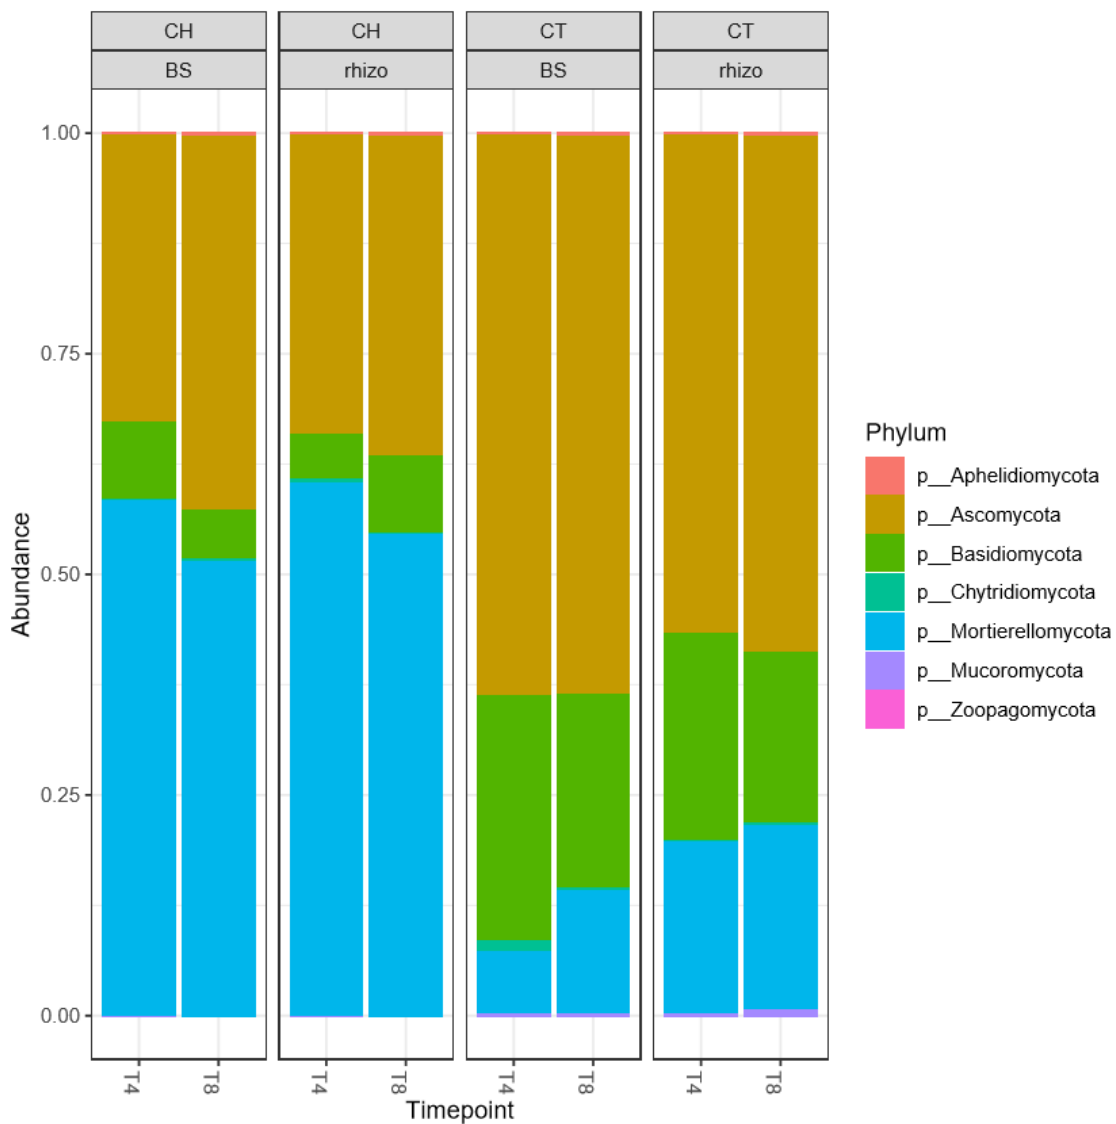 CH CH CT CT
BS rhizo BS rhizo
1.00
0.75
0.50
0.25
0.00
Abundance
T4 T8 T4 T8 T4 T8 T4 T8
Timepoint
Phylum
p__Aphelidiomycota
p__Ascomycota
p__Basidiomycota
p__Chytridiomycota
p__Mortierellomycota
p__Mucoromycota
p__Zoopagomycota